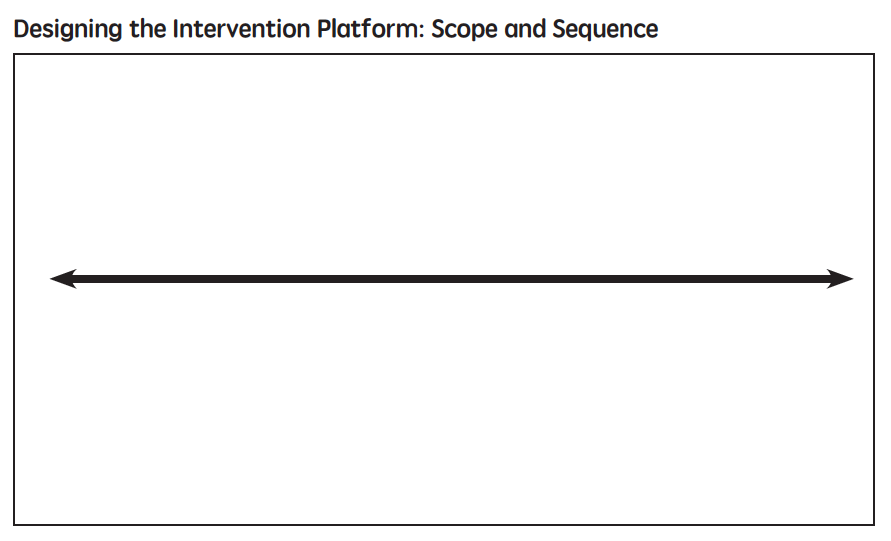 Designing the Intervention Platform: Scope and Sequence